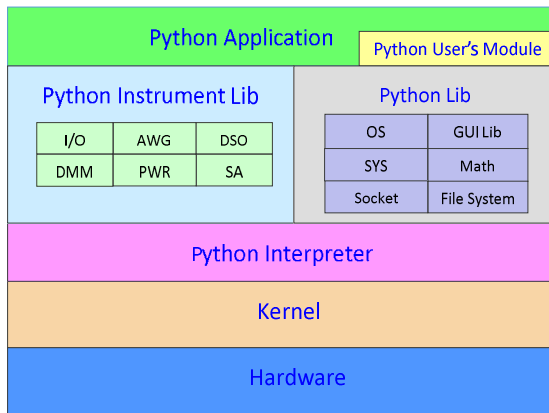 Python Application
Python User's Module
Python Instrument Lib
I/O AWG DSO
DMM PWR SA
Python Lib
OS GUI Lib
SYS Math
Socket File System
Python Interpreter
Kernel
Hardware